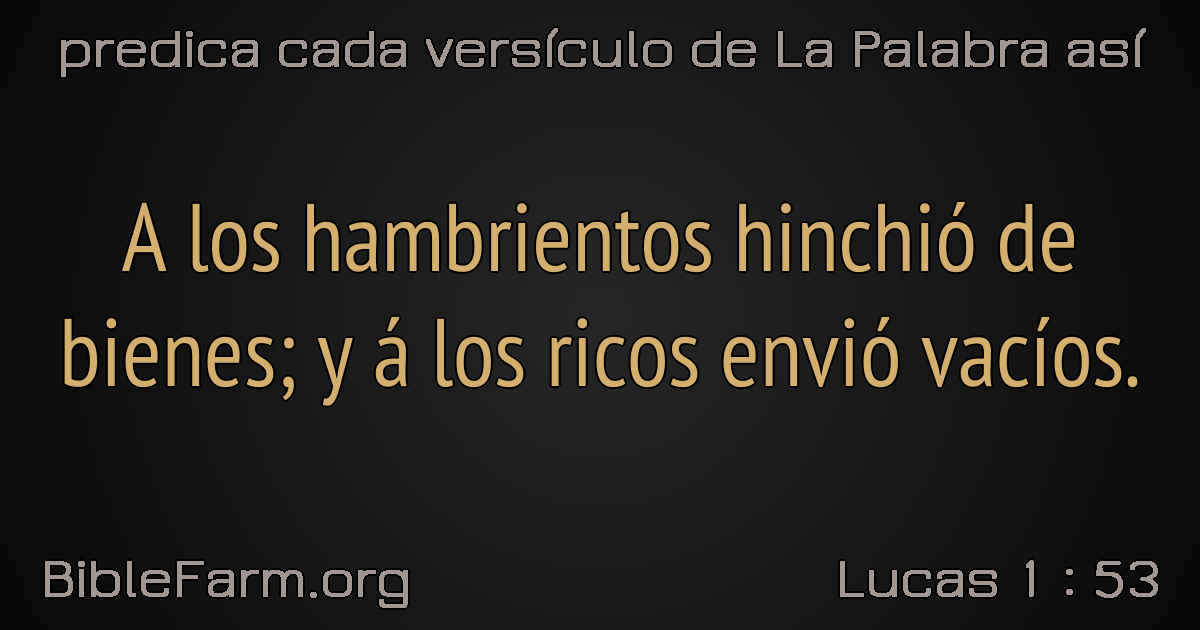 predica cada versículo de La Palabra así
A los hambrientos hinchió de
bienes; y á los ricos envió vacíos.
BibleFarm.org
Lucas 1 : 53